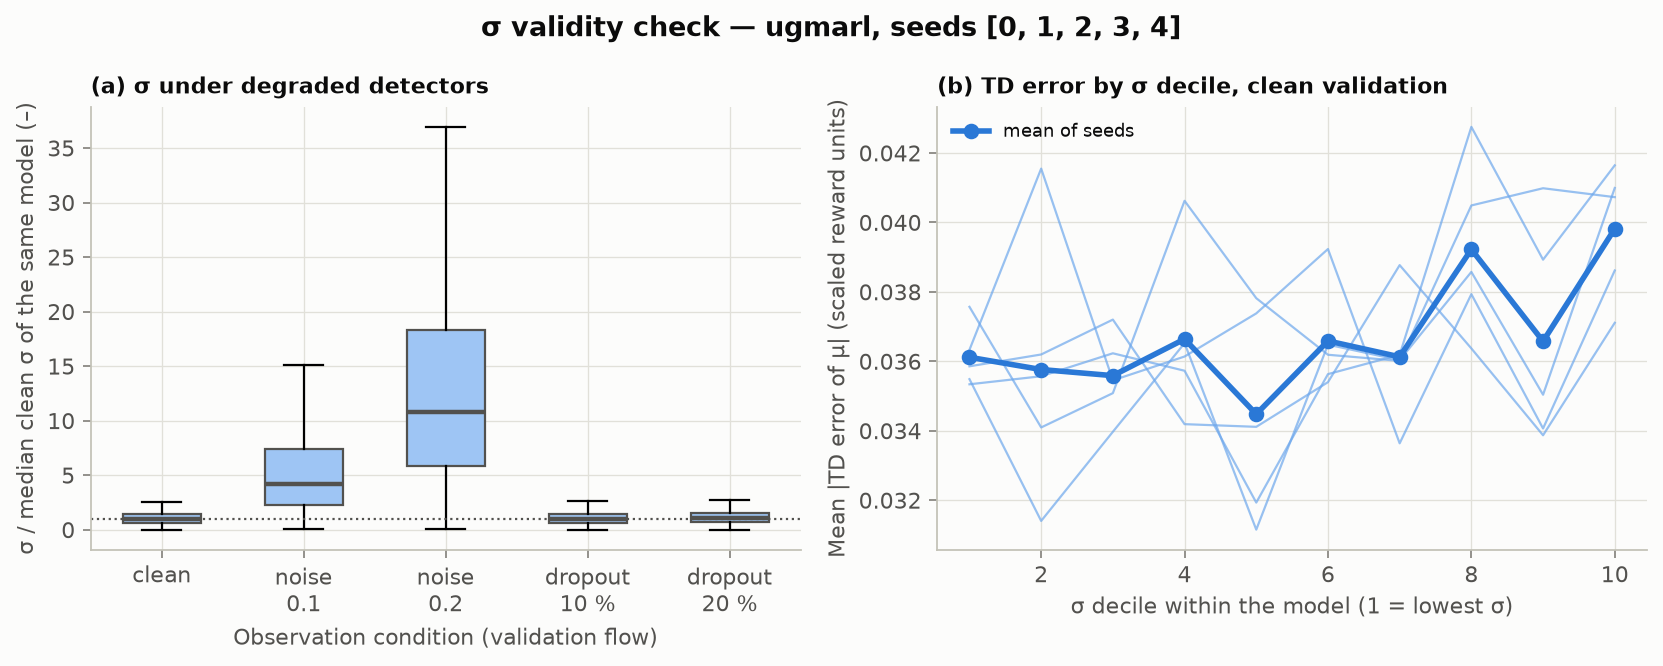 σ validity check — ugmarl, seeds [0, 1, 2, 3, 4]
(a) σ under degraded detectors
σ / median clean σ of the same model (–)
35
30
25
20
15
10
5
0
clean
noise
0.1
noise
0.2
dropout
10 %
dropout
20 %
Observation condition (validation flow)
(b) TD error by σ decile, clean validation
mean of seeds
Mean |TD error of μ| (scaled reward units)
0.042
0.040
0.038
0.036
0.034
0.032
2
4
6
8
10
σ decile within the model (1 = lowest σ)